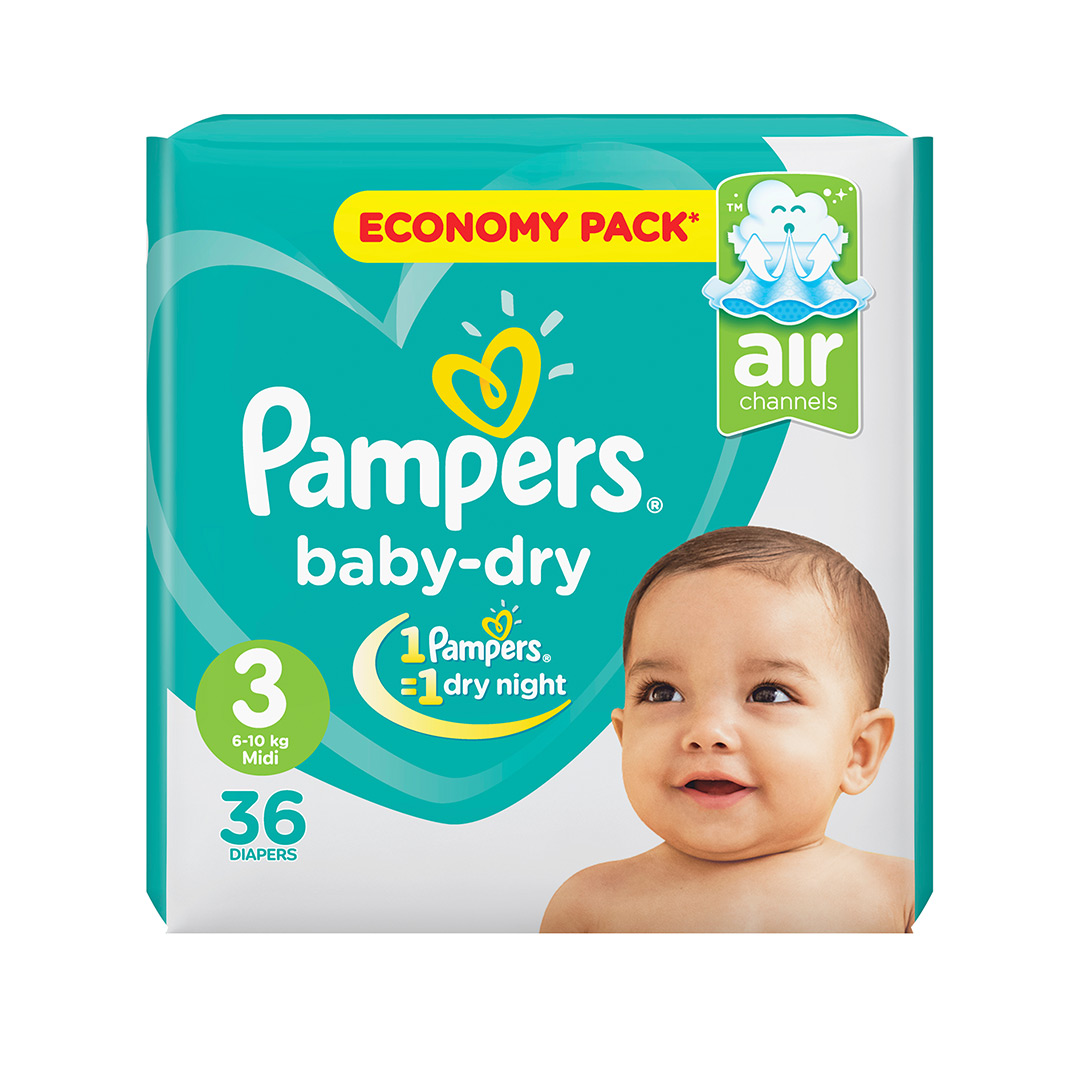 ECONOMY PACK*
TM
air
channels
Pampers®
baby-dry
1 Pampers®
=1 dry night
3
6-10 kg
Midi
36
DIAPERS